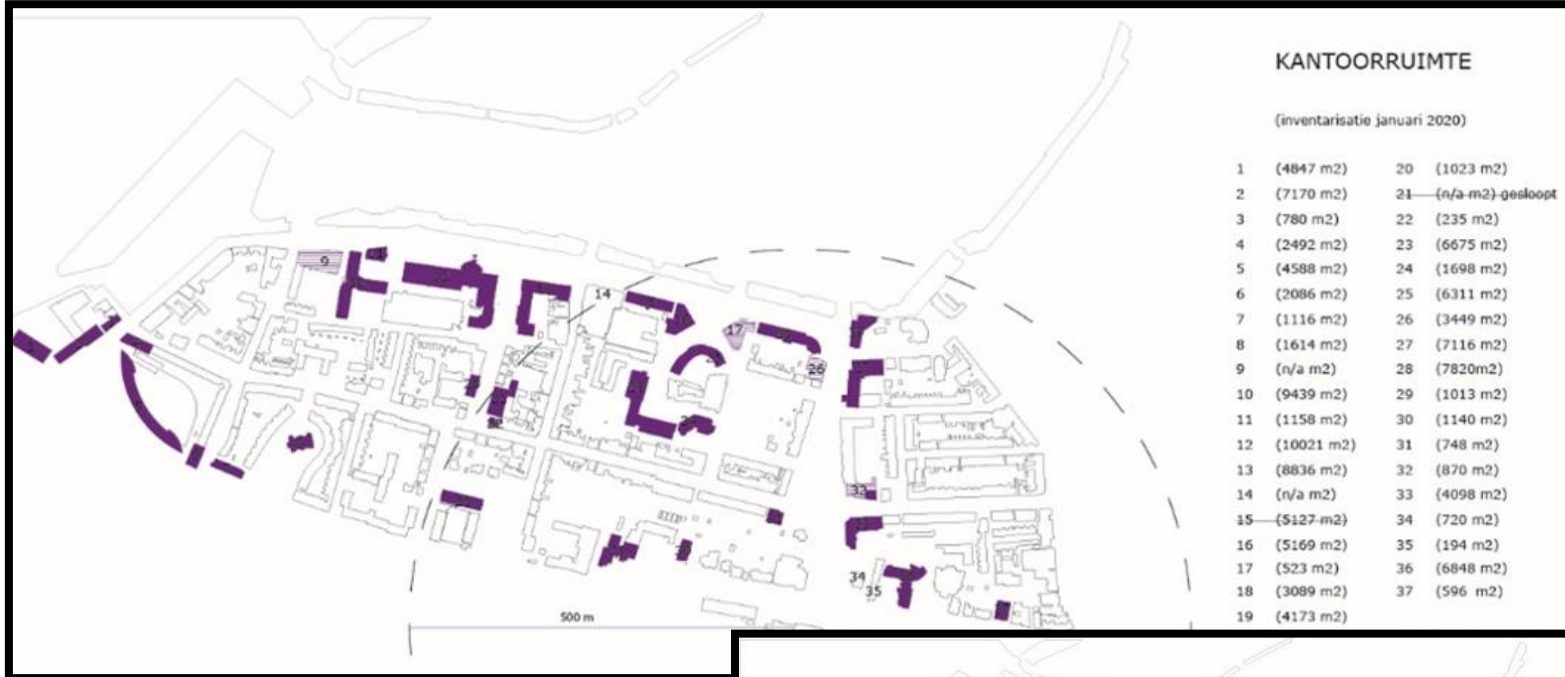 KANTOORRUIMTE
(inventarisatie januari 2020)
1 (4847 m2) 20 (1023 m2)
2 (7170 m2) 21 (n/a m2) gesloopt
3 (780 m2) 22 (235 m2)
4 (2492 m2) 23 (6675 m2)
5 (4588 m2) 24 (1698 m2)
6 (2086 m2) 25 (6311 m2)
7 (1116 m2) 26 (3449 m2)
8 (1614 m2) 27 (7116 m2)
9 (n/a m2) 28 (7820m2)
10 (9439 m2) 29 (1013 m2)
11 (1158 m2) 30 (1140 m2)
12 (10021 m2) 31 (748 m2)
13 (8836 m2) 32 (870 m2)
14 (n/a m2) 33 (4098 m2)
15 (5127 m2) 34 (720 m2)
16 (5169 m2) 35 (194 m2)
17 (523 m2) 36 (6848 m2)
18 (3089 m2) 37 (596 m2)
19 (4173 m2)
9
14
17
26
32
34
35
500 m